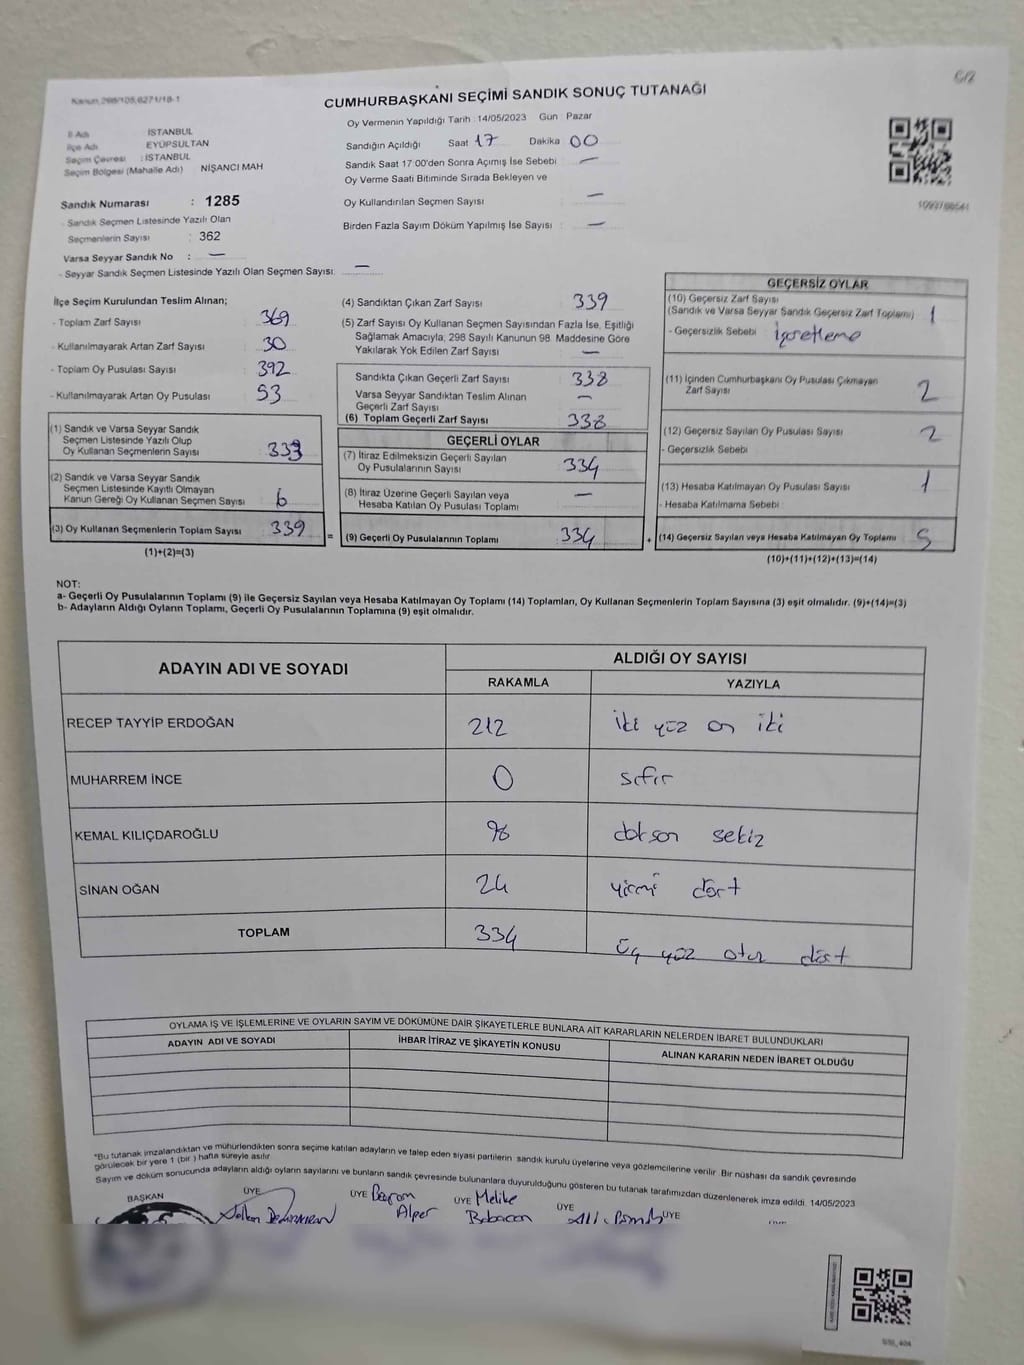 6/2
Kanun:298/105,6271/18-1
CUMHURBAŞKANI SEÇİMİ SANDIK SONUÇ TUTANAĞI
İl Adı İSTANBUL
İlçe Adı EYÜPSULTAN
Seçim Çevresi : İSTANBUL
Seçim Bölgesi (Mahalle Adı) NİŞANCI MAH
Sandık Numarası : 1285
- Sandık Seçmen Listesinde Yazılı Olan
Seçmenlerin Sayısı : 362
Varsa Seyyar Sandık No : —
- Seyyar Sandık Seçmen Listesinde Yazılı Olan Seçmen Sayısı: —
Oy Vermenin Yapıldığı Tarih : 14/05/2023 Gün Pazar
Sandığın Açıldığı Saat 17 Dakika 00
Sandık Saat 17:00'den Sonra Açımış İse Sebebi : —
Oy Verme Saati Bitiminde Sırada Bekleyen ve
Oy Kullandırılan Seçmen Sayısı : —
Birden Fazla Sayım Döküm Yapılmış İse Sayısı : —
İlçe Seçim Kurulundan Teslim Alınan;
- Toplam Zarf Sayısı : 369
- Kullanılmayarak Artan Zarf Sayısı : 30
- Toplam Oy Pusulası Sayısı : 392
- Kullanılmayarak Artan Oy Pusulası : 53
(1) Sandık ve Varsa Seyyar Sandık
Seçmen Listesinde Yazılı Olup
Oy Kullanan Seçmenlerin Sayısı : 333
(2) Sandık ve Varsa Seyyar Sandık
Seçmen Listesinde Kayıtlı Olmayan
Kanun Gereği Oy Kullanan Seçmen Sayısı : 6
(3) Oy Kullanan Seçmenlerin Toplam Sayısı : 339
(1)+(2)=(3)
(4) Sandıktan Çıkan Zarf Sayısı : 339
(5) Zarf Sayısı Oy Kullanan Seçmen Sayısından Fazla İse, Eşitliği
Sağlamak Amacıyla; 298 Sayılı Kanunun 98. Maddesine Göre
Yakılarak Yok Edilen Zarf Sayısı : —
Sandıkta Çıkan Geçerli Zarf Sayısı : 338
Varsa Seyyar Sandıktan Teslim Alınan
Geçerli Zarf Sayısı : —
(6) Toplam Geçerli Zarf Sayısı : 338
GEÇERLİ OYLAR
(7) İtiraz Edilmeksizin Geçerli Sayılan
Oy Pusulalarının Sayısı : 334
(8) İtiraz Üzerine Geçerli Sayılan veya
Hesaba Katılan Oy Pusulası Toplamı : —
= (9) Geçerli Oy Pusulalarının Toplamı : 334
GEÇERSİZ OYLAR
(10) Geçersiz Zarf Sayısı
(Sandık ve Varsa Seyyar Sandık Geçersiz Zarf Toplamı) : 1
- Geçersizlik Sebebi : işaretleme
(11) İçinden Cumhurbaşkanı Oy Pusulası Çıkmayan
Zarf Sayısı : 2
(12) Geçersiz Sayılan Oy Pusulası Sayısı : 2
- Geçersizlik Sebebi
(13) Hesaba Katılmayan Oy Pusulası Sayısı : 1
- Hesaba Katılmama Sebebi
+ (14) Geçersiz Sayılan veya Hesaba Katılmayan Oy Toplamı : 5
(10)+(11)+(12)+(13)=(14)
NOT:
a- Geçerli Oy Pusulalarının Toplamı (9) ile Geçersiz Sayılan veya Hesaba Katılmayan Oy Toplamı (14) Toplamları, Oy Kullanan Seçmenlerin Toplam Sayısına (3) eşit olmalıdır. (9)+(14)=(3)
b- Adayların Aldığı Oyların Toplamı, Geçerli Oy Pusulalarının Toplamına (9) eşit olmalıdır.
ADAYIN ADI VE SOYADI ALDIĞI OY SAYISI
RAKAMLA YAZIYLA
RECEP TAYYİP ERDOĞAN 212 iki yüz on iki
MUHARREM İNCE 0 sıfır
KEMAL KILIÇDAROĞLU 98 doksan sekiz
SİNAN OĞAN 24 yirmi dört
TOPLAM 334 üç yüz otuz dört
OYLAMA İŞ VE İŞLEMLERİNE VE OYLARIN SAYIM VE DÖKÜMÜNE DAİR ŞİKAYETLERLE BUNLARA AİT KARARLARIN NELERDEN İBARET BULUNDUKLARI
ADAYIN ADI VE SOYADI İHBAR İTİRAZ VE ŞİKAYETİN KONUSU ALINAN KARARIN NEDEN İBARET OLDUĞU
*Bu tutanak imzalandıktan ve mühürlendikten sonra seçime katılan adayların ve talep eden siyasi partilerin sandık kurulu üyelerine veya gözlemcilerine verilir. Bir nüshası da sandık çevresinde
görülecek bir yere 1 (bir ) hafta süreyle asılır.
Sayım ve döküm sonucunda adayların aldığı oyların sayılarını ve bunların sandık çevresinde bulunanlara duyurulduğunu gösteren bu tutanak tarafımızdan düzenlenerek imza edildi. 14/05/2023
BAŞKAN ÜYE ÜYE Bayram ÜYE Melike ÜYE ÜYE
Alper Babacan